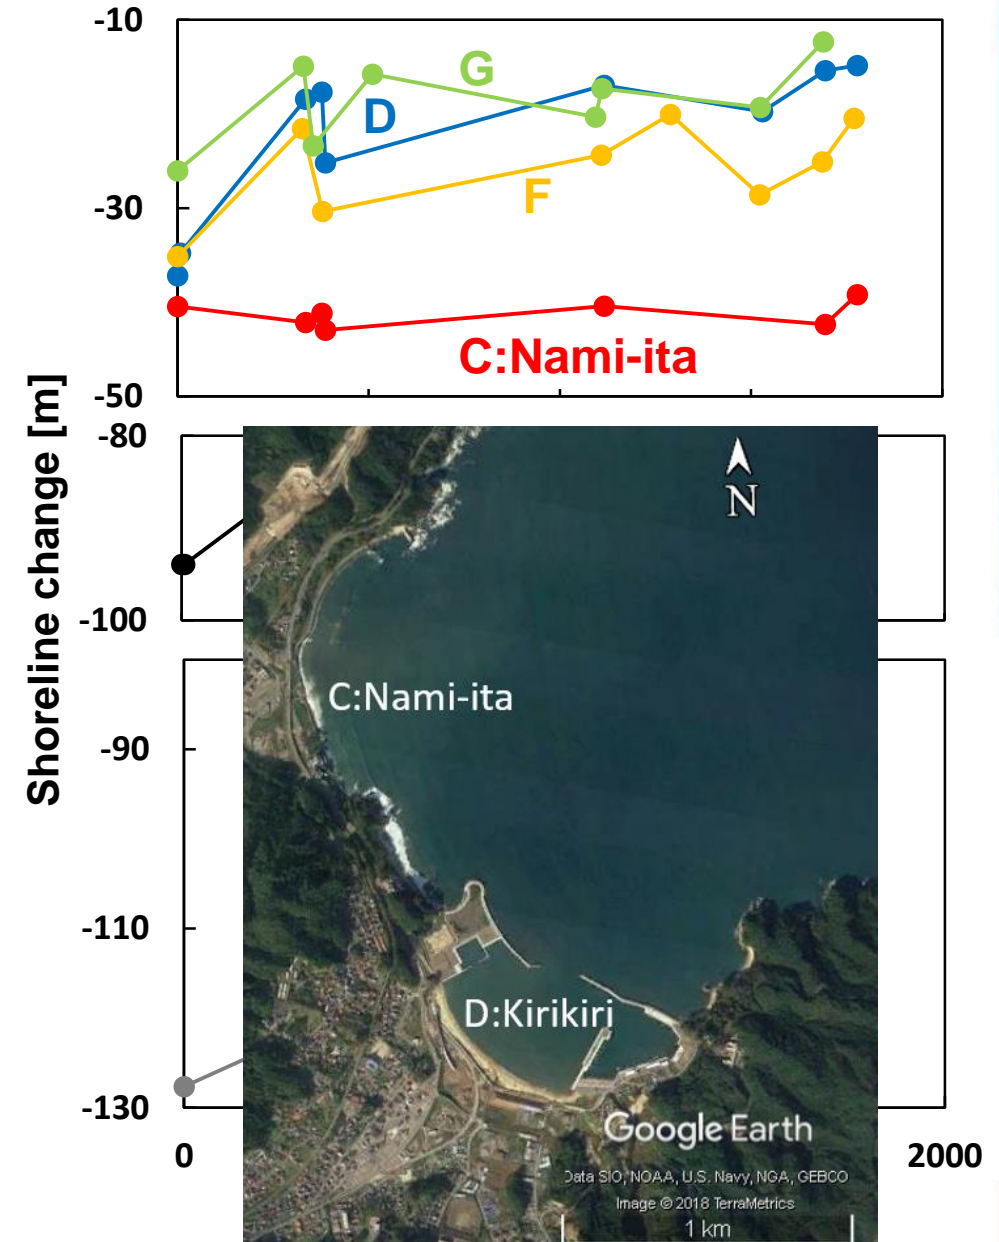 -10
G
D
-30
F
C:Nami-ita
-50
Shoreline change [m]
-80
N
-100
C:Nami-ita
-90
-110
D:Kirikiri
-130
Google Earth
0
2000
Data SIO, NOAA, U.S. Navy, NGA, GEBCO
Image © 2018 TerraMetrics
1 km